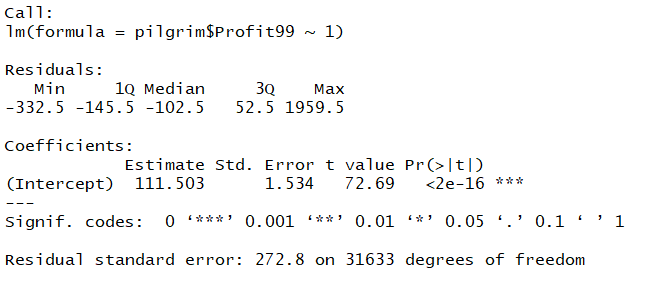 Call:
lm(formula = pilgrim$Profit99 ~ 1)
Residuals:
Min 1Q Median 3Q Max
-332.5 -145.5 -102.5 52.5 1959.5
Coefficients:
Estimate Std. Error t value Pr(>|t|)
(Intercept) 111.503 1.534 72.69 <2e-16 ***
---
Signif. codes: 0 ‘***’ 0.001 ‘**’ 0.01 ‘*’ 0.05 ‘.’ 0.1 ‘ ’ 1
Residual standard error: 272.8 on 31633 degrees of freedom